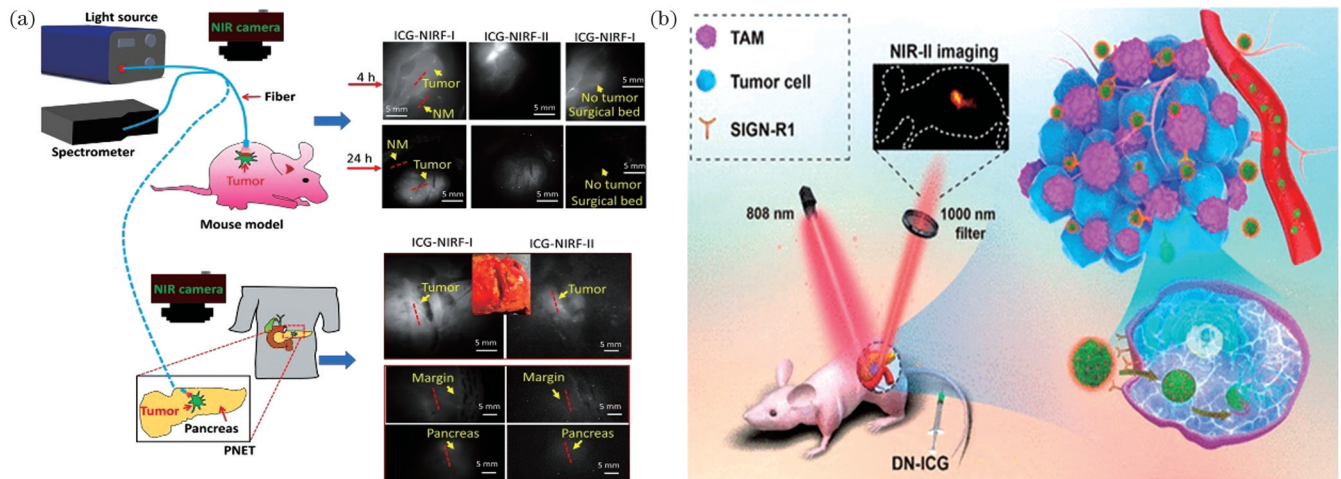 (a)
Light source
NIR camera
Fiber
Spectrometer
Tumor
Mouse model
ICG-NIRF-I
ICG-NIRF-II
ICG-NIRF-I
4 h
Tumor
NM
5 mm
5 mm
5 mm
No tumor
Surgical bed
24 h
NM
Tumor
5 mm
5 mm
5 mm
No tumor
Surgical bed
NIR camera
Tumor
Pancreas
PNET
ICG-NIRF-I
ICG-NIRF-II
Tumor
Tumor
5 mm
5 mm
Margin
Margin
5 mm
5 mm
Pancreas
Pancreas
5 mm
5 mm
(b)
TAM
Tumor cell
SIGN-R1
NIR-II imaging
808 nm
1000 nm
filter
DN-ICG